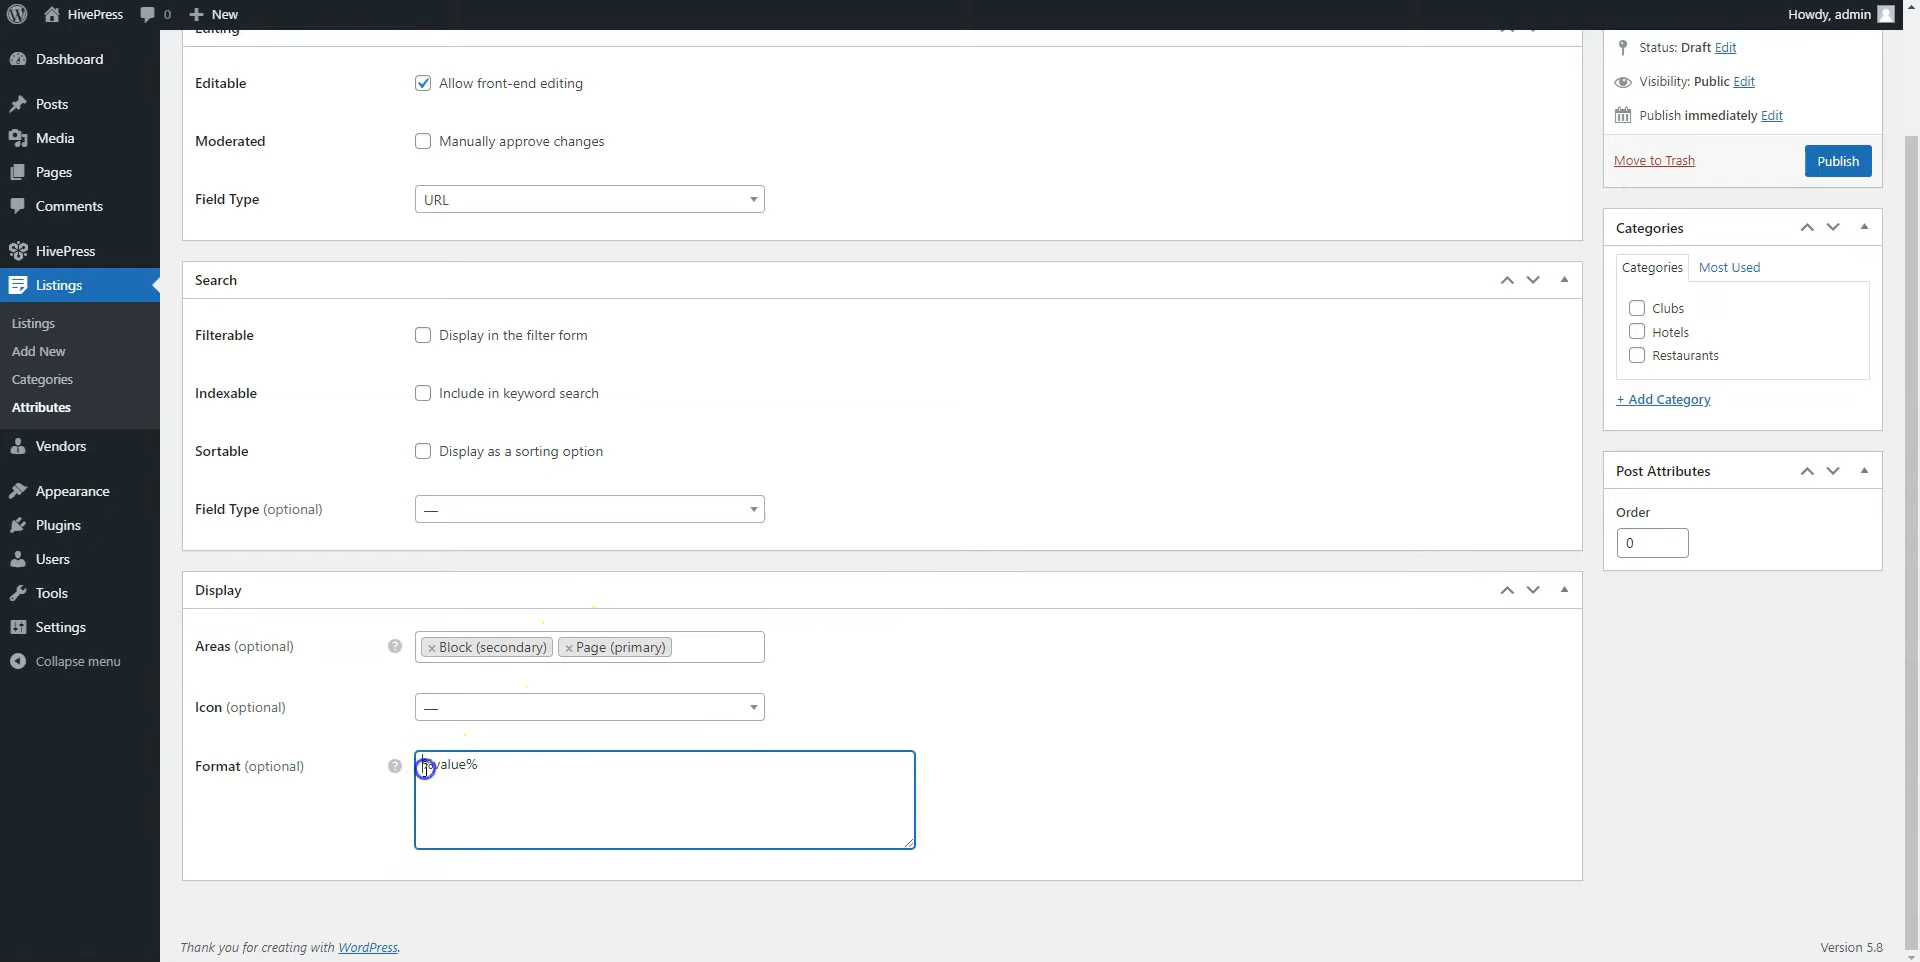 HivePress
0
New
Howdy, admin
Dashboard
Posts
Media
Pages
Comments
HivePress
Listings
Listings
Add New
Categories
Attributes
Vendors
Appearance
Plugins
Users
Tools
Settings
Collapse menu
Editing
Editable
Allow front-end editing
Moderated
Manually approve changes
Field Type
URL
Search
Filterable
Display in the filter form
Indexable
Include in keyword search
Sortable
Display as a sorting option
Field Type (optional)
—
Display
Areas (optional)
? × Block (secondary) × Page (primary)
Icon (optional)
—
Format (optional)
? %value%
Thank you for creating with WordPress.
Status: Draft Edit
Visibility: Public Edit
Publish immediately Edit
Move to Trash
Publish
Categories
Categories Most Used
Clubs
Hotels
Restaurants
+ Add Category
Post Attributes
Order
0
Version 5.8